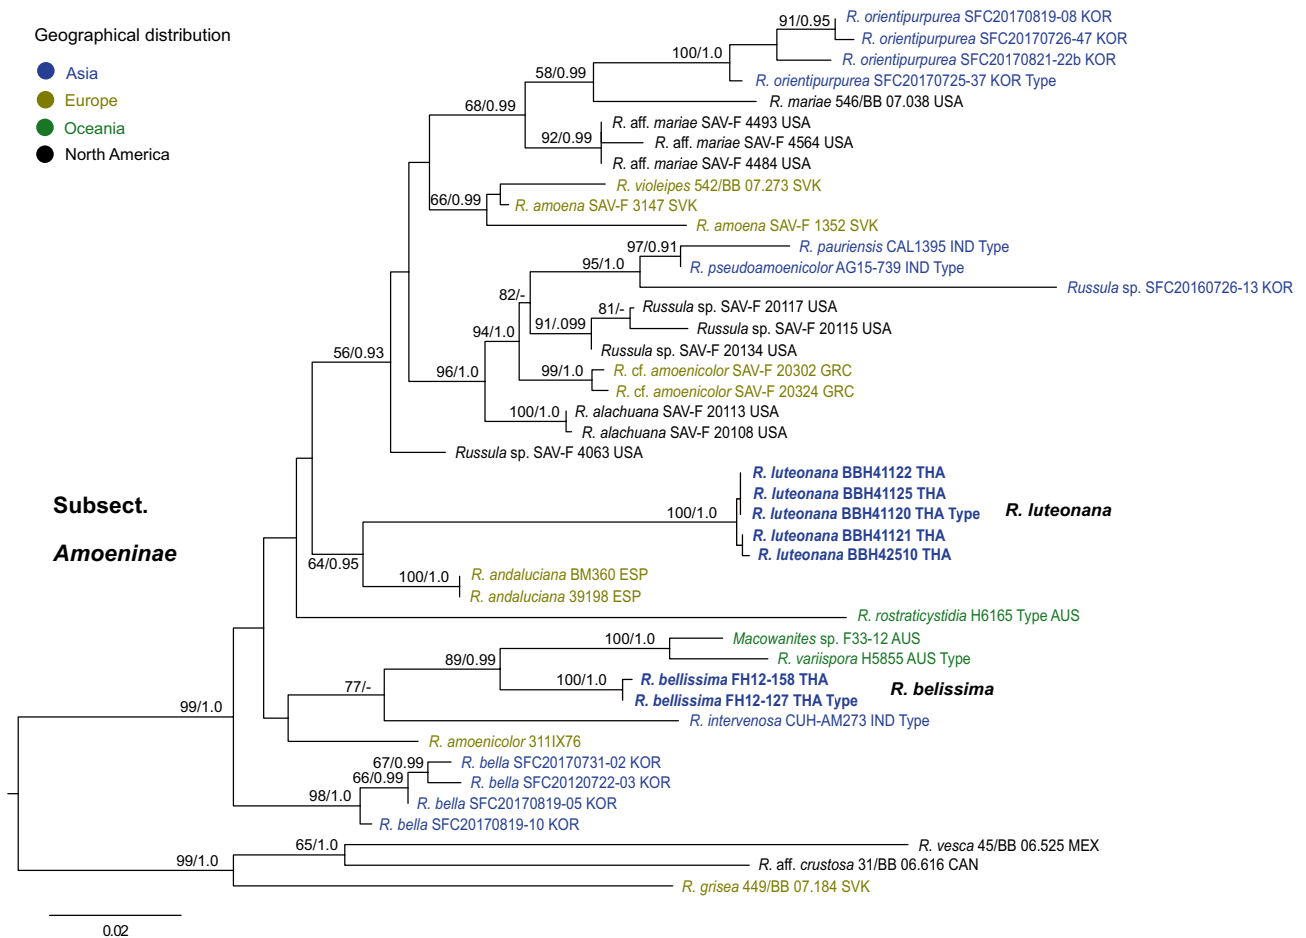 Geographical distribution
Asia
Europe
Oceania
North America
91/0.95
R. orientipurpurea SFC20170819-08 KOR
R. orientipurpurea SFC20170726-47 KOR
100/1.0
R. orientipurpurea SFC20170821-22b KOR
58/0.99
R. orientipurpurea SFC20170725-37 KOR Type
68/0.99
R. mariae 546/BB 07.038 USA
R. aff. mariae SAV-F 4493 USA
92/0.99
R. aff. mariae SAV-F 4564 USA
R. aff. mariae SAV-F 4484 USA
R. violeipes 542/BB 07.273 SVK
66/0.99
R. amoena SAV-F 3147 SVK
R. amoena SAV-F 1352 SVK
97/0.91
R. pauriensis CAL1395 IND Type
95/1.0
R. pseudoamoenicolor AG15-739 IND Type
Russula sp. SFC20160726-13 KOR
82/-
81/-
Russula sp. SAV-F 20117 USA
94/1.0
91/.099
Russula sp. SAV-F 20115 USA
Russula sp. SAV-F 20134 USA
56/0.93
96/1.0
99/1.0
R. cf. amoenicolor SAV-F 20302 GRC
R. cf. amoenicolor SAV-F 20324 GRC
100/1.0
R. alachuana SAV-F 20113 USA
R. alachuana SAV-F 20108 USA
Russula sp. SAV-F 4063 USA
R. luteonana BBH41122 THA
Subsect.
R. luteonana BBH41125 THA
100/1.0
R. luteonana BBH41120 THA Type
R. luteonana
R. luteonana BBH41121 THA
Amoeninae
R. luteonana BBH42510 THA
64/0.95
100/1.0
R. andaluciana BM360 ESP
R. andaluciana 39198 ESP
R. rostraticystidia H6165 Type AUS
100/1.0
Macowanites sp. F33-12 AUS
89/0.99
R. variispora H5855 AUS Type
77/-
100/1.0
R. bellissima FH12-158 THA
R. belissima
R. bellissima FH12-127 THA Type
99/1.0
R. intervenosa CUH-AM273 IND Type
R. amoenicolor 311IX76
67/0.99
R. bella SFC20170731-02 KOR
66/0.99
R. bella SFC20120722-03 KOR
98/1.0
R. bella SFC20170819-05 KOR
R. bella SFC20170819-10 KOR
65/1.0
R. vesca 45/BB 06.525 MEX
99/1.0
R. aff. crustosa 31/BB 06.616 CAN
R. grisea 449/BB 07.184 SVK
0.02